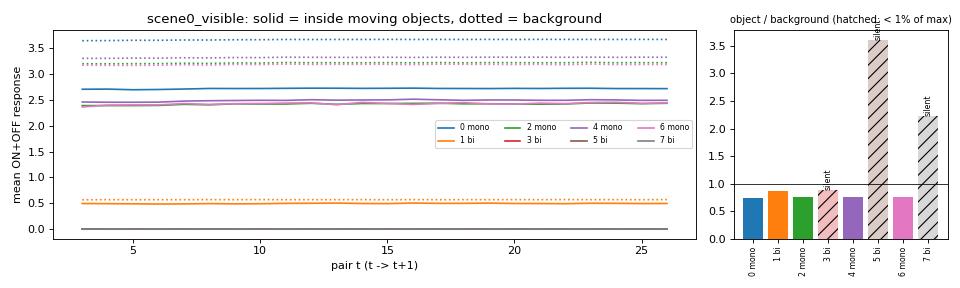 scene0_visible: solid = inside moving objects, dotted = background
mean ON+OFF response
3.5
3.0
2.5
2.0
1.5
1.0
0.5
0.0
0 mono
2 mono
4 mono
6 mono
1 bi
3 bi
5 bi
7 bi
5
10
15
20
25
pair t (t -> t+1)
object / background (hatched: < 1% of max)
3.5
3.0
2.5
2.0
1.5
1.0
0.5
0.0
silent
silent
silent
0 mono
1 bi
2 mono
3 bi
4 mono
5 bi
6 mono
7 bi